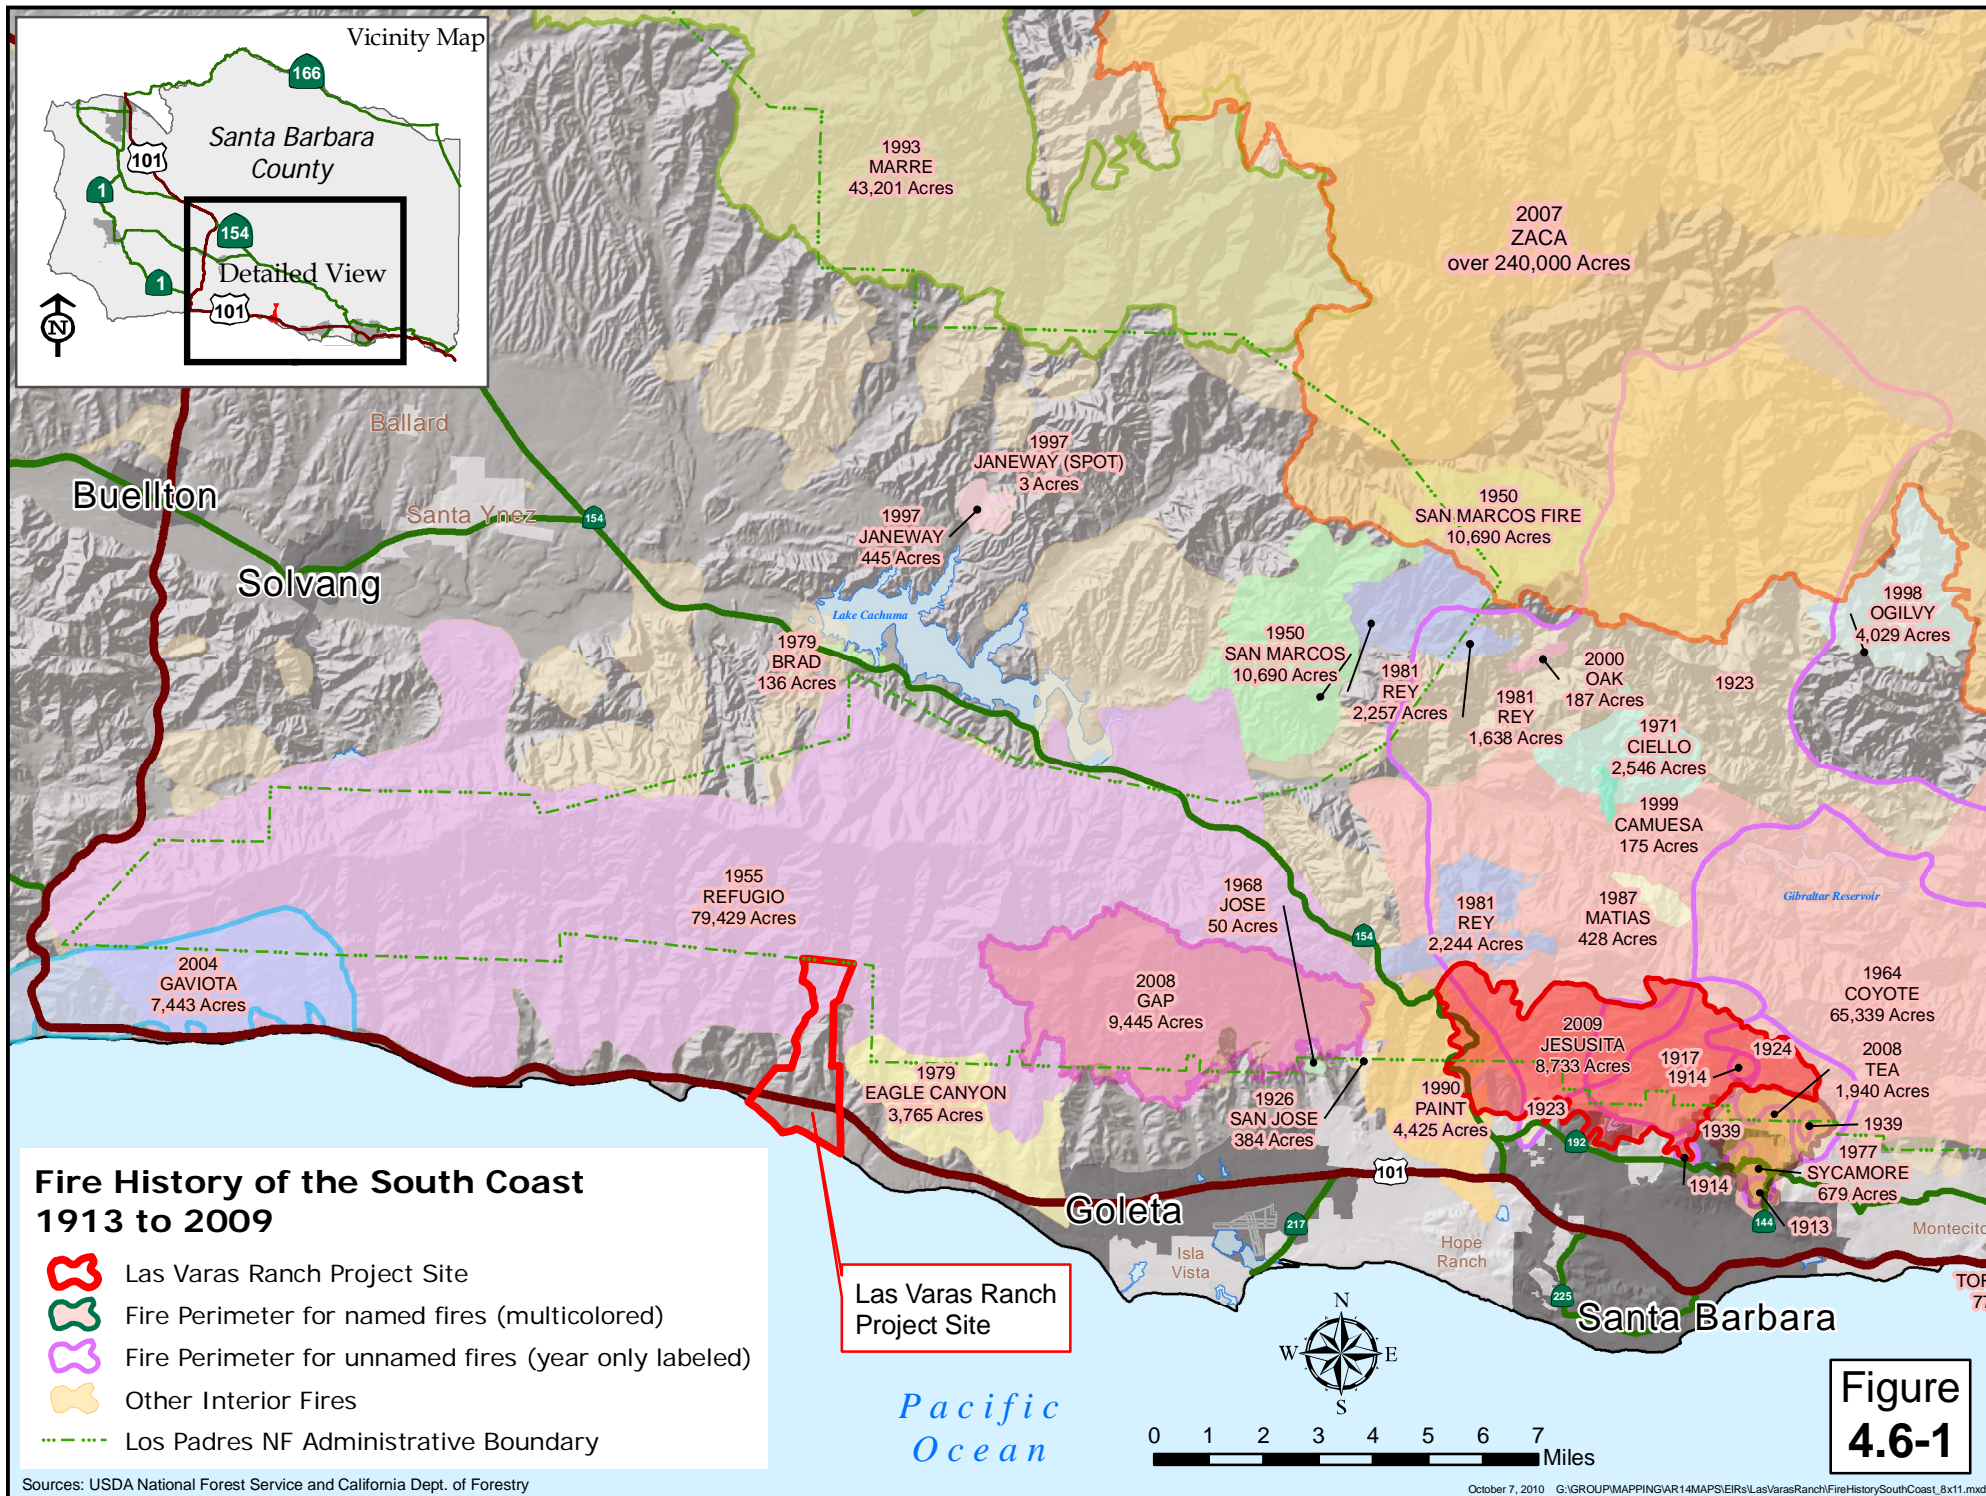 Vicinity Map
166
Santa Barbara
County
101
1
154
Detailed View
1
101
N
1993
MARRE
43,201 Acres
2007
ZACA
over 240,000 Acres
Ballard
Buellton
Santa Ynez
154
Solvang
1997
JANEWAY (SPOT)
3 Acres
1997
JANEWAY
445 Acres
Lake Cachuma
1979
BRAD
136 Acres
1950
SAN MARCOS FIRE
10,690 Acres
1950
SAN MARCOS
10,690 Acres
1981
REY
2,257 Acres
1981
REY
1,638 Acres
2000
OAK
187 Acres
1923
1998
OGILVY
4,029 Acres
1971
CIELLO
2,546 Acres
1999
CAMUESA
175 Acres
Gibraltar Reservoir
1987
MATIAS
428 Acres
1981
REY
2,244 Acres
1955
REFUGIO
79,429 Acres
1968
JOSE
50 Acres
154
2004
GAVIOTA
7,443 Acres
2008
GAP
9,445 Acres
1964
COYOTE
65,339 Acres
2009
JESUSITA
8,733 Acres
1917
1914
1924
2008
TEA
1,940 Acres
1979
EAGLE CANYON
3,765 Acres
1926
SAN JOSE
384 Acres
1990
PAINT
4,425 Acres
1923
192
1939
1939
1977
SYCAMORE
679 Acres
1914
1913
144
101
Goleta
217
Isla
Vista
Hope
Ranch
225
Santa Barbara
Montecito
TOR
77
Las Varas Ranch
Project Site
Fire History of the South Coast
1913 to 2009
Las Varas Ranch Project Site
Fire Perimeter for named fires (multicolored)
Fire Perimeter for unnamed fires (year only labeled)
Other Interior Fires
Los Padres NF Administrative Boundary
Pacific
Ocean
N
W
E
S
0 1 2 3 4 5 6 7
Miles
Figure
4.6-1
Sources: USDA National Forest Service and California Dept. of Forestry
October 7, 2010 G:\GROUP\MAPPING\AR14MAPS\EIRs\LasVarasRanch\FireHistorySouthCoast_8x11.mxd